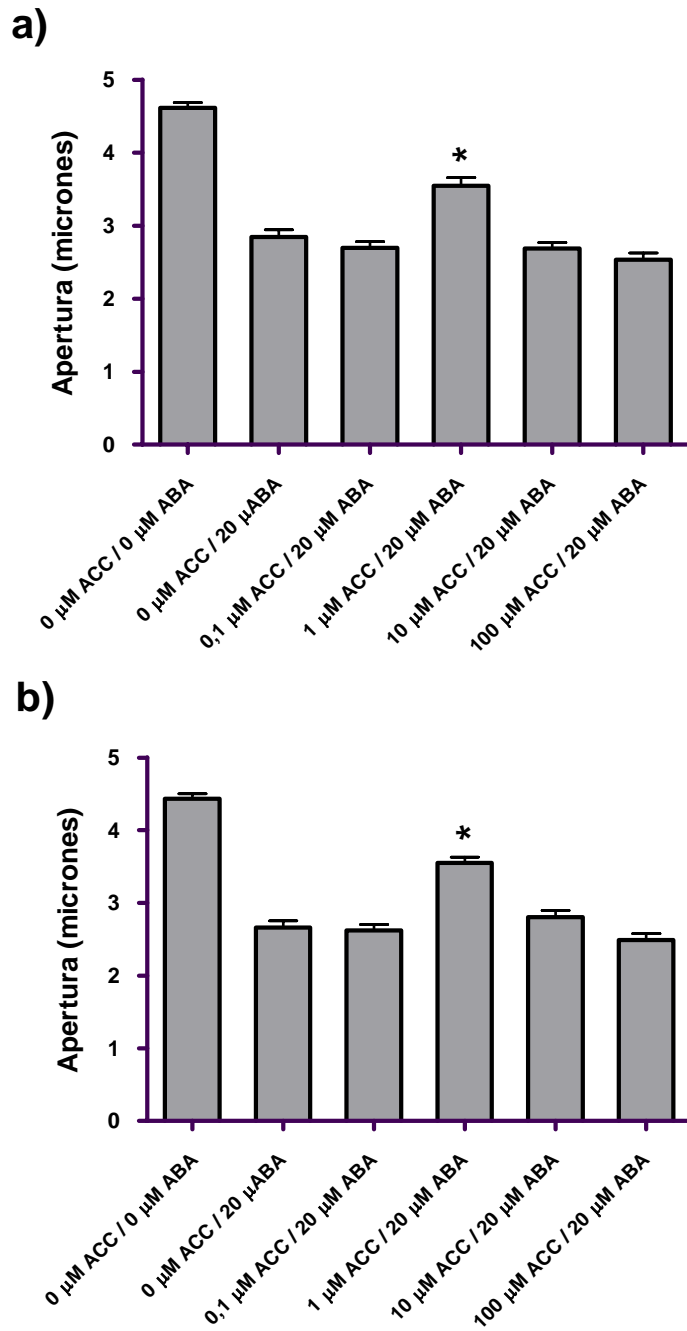 a)
Apertura (micrones)
5
4
3
2
1
0
*
0 μM ACC / 0 μM ABA
0 μM ACC / 20 μABA
0,1 μM ACC / 20 μM ABA
1 μM ACC / 20 μM ABA
10 μM ACC / 20 μM ABA
100 μM ACC / 20 μM ABA
b)
Apertura (micrones)
5
4
3
2
1
0
*
0 μM ACC / 0 μM ABA
0 μM ACC / 20 μABA
0,1 μM ACC / 20 μM ABA
1 μM ACC / 20 μM ABA
10 μM ACC / 20 μM ABA
100 μM ACC / 20 μM ABA